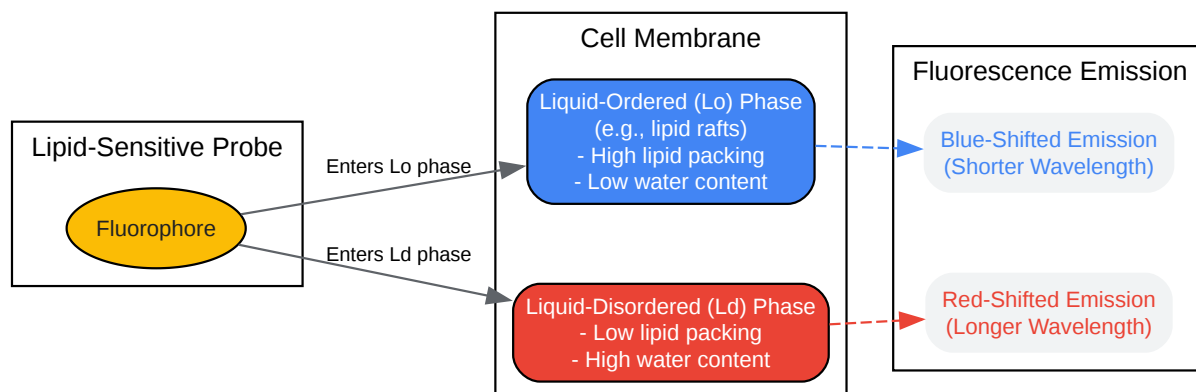 Lipid-Sensitive Probe
Fluorophore
Enters Lo phase
Enters Ld phase
Cell Membrane
Liquid-Ordered (Lo) Phase
(e.g., lipid rafts)
- High lipid packing
- Low water content
Liquid-Disordered (Ld) Phase
- Low lipid packing
- High water content
Fluorescence Emission
Blue-Shifted Emission
(Shorter Wavelength)
Red-Shifted Emission
(Longer Wavelength)